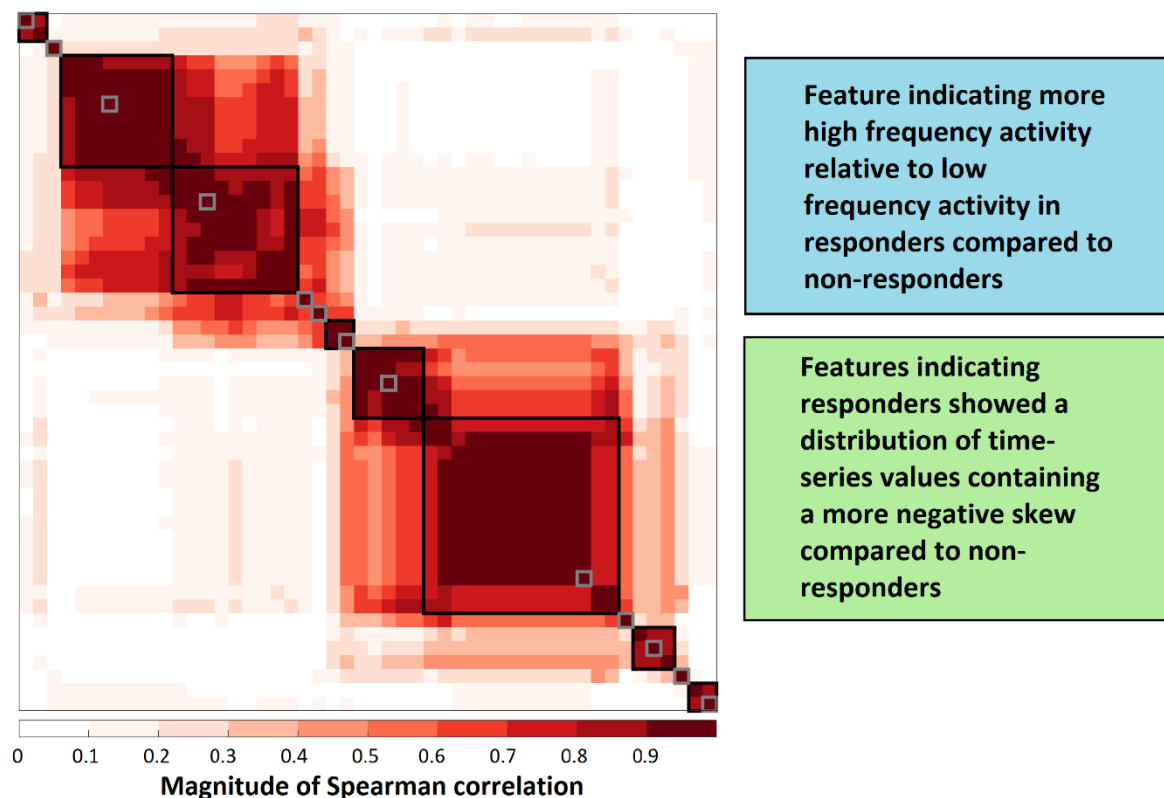 Feature indicating more
high frequency activity
relative to low
frequency activity in
responders compared to
non-responders
Features indicating
responders showed a
distribution of time-
series values containing
a more negative skew
compared to non-
responders
0 0.1 0.2 0.3 0.4 0.5 0.6 0.7 0.8 0.9
Magnitude of Spearman correlation